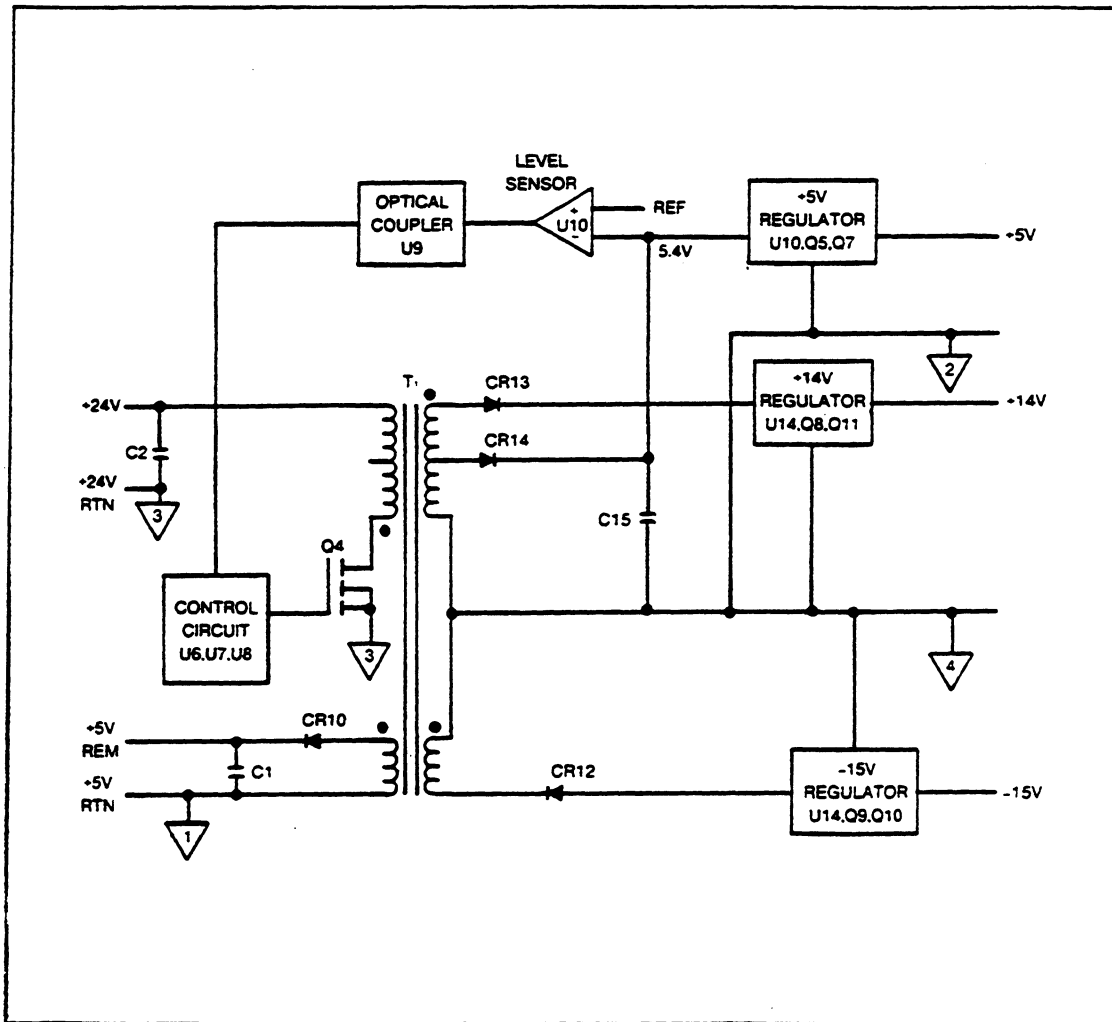 LEVEL
SENSOR
OPTICAL
COUPLER
U9
+
U10
-
REF
5.4V
+5V
REGULATOR
U10,Q5,Q7
+5V
2
+24V
C2
+24V
RTN
3
T1
CR13
CR14
C15
+14V
REGULATOR
U14,Q8,Q11
+14V
Q4
CONTROL
CIRCUIT
U6,U7,U8
3
4
+5V
REM
CR10
C1
+5V
RTN
1
CR12
-15V
REGULATOR
U14,Q9,Q10
-15V